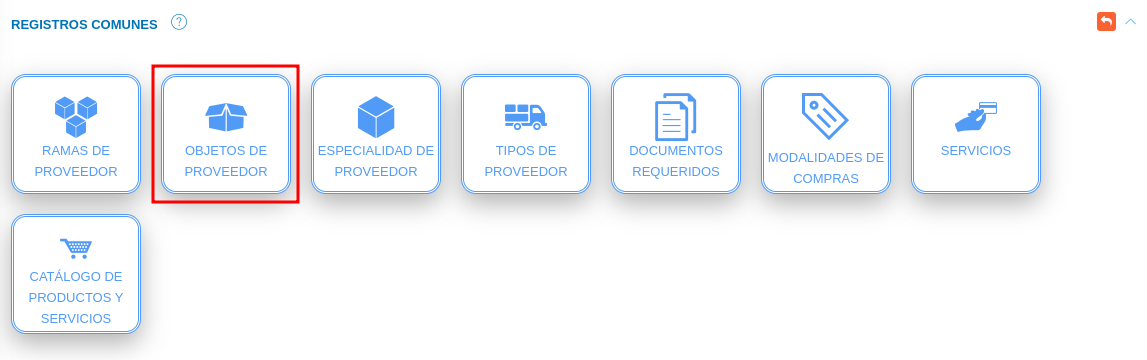 REGISTROS COMUNES ?
RAMAS DE
PROVEEDOR
OBJETOS DE
PROVEEDOR
ESPECIALIDAD DE
PROVEEDOR
TIPOS DE
PROVEEDOR
DOCUMENTOS
REQUERIDOS
MODALIDADES DE
COMPRAS
SERVICIOS
CATÁLOGO DE
PRODUCTOS Y
SERVICIOS